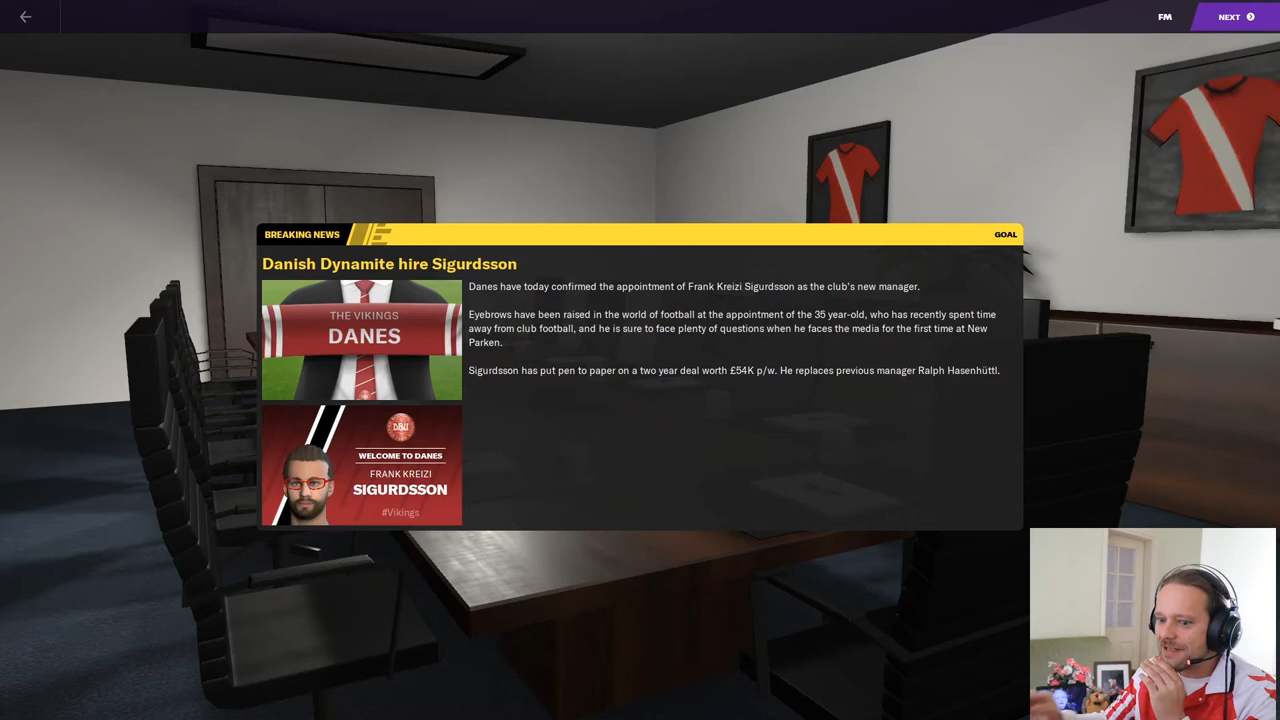 FM
NEXT
BREAKING NEWS
GOAL
Danish Dynamite hire Sigurdsson
Danes have today confirmed the appointment of Frank Kreizi Sigurdsson as the club's new manager.
Eyebrows have been raised in the world of football at the appointment of the 35 year-old, who has recently spent time
away from club football, and he is sure to face plenty of questions when he faces the media for the first time at New
Parken.
Sigurdsson has put pen to paper on a two year deal worth £54K p/w. He replaces previous manager Ralph Hasenhüttl.
THE VIKINGS
DANES
DBU
WELCOME TO DANES
FRANK KREIZI
SIGURDSSON
#Vikings